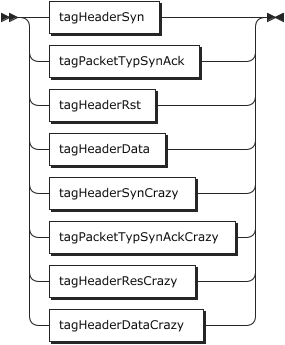 tagHeaderSyn
tagPacketTypSynAck
tagHeaderRst
tagHeaderData
tagHeaderSynCrazy
tagPacketTypSynAckCrazy
tagHeaderResCrazy
tagHeaderDataCrazy